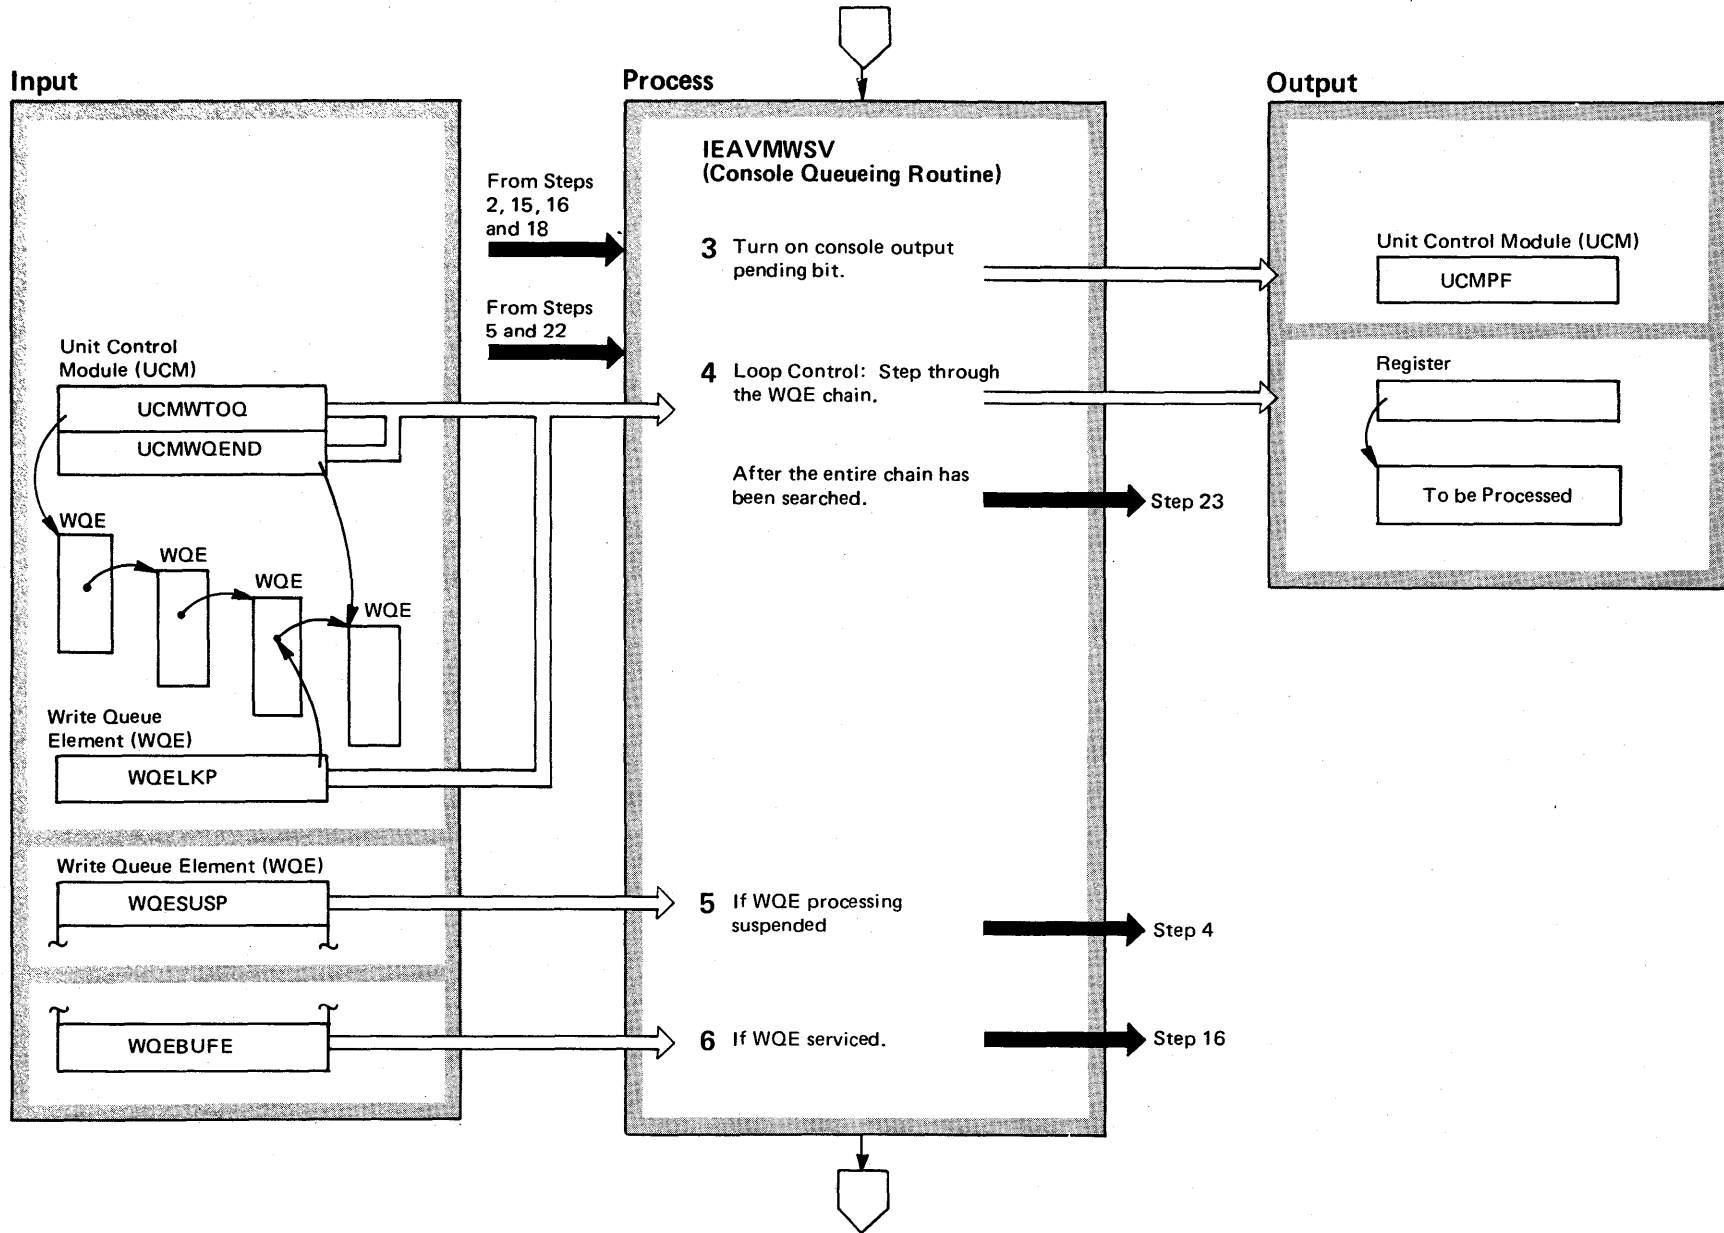 Input
Unit Control
Module (UCM)
UCMWTOQ
UCMWQEND
WQE
WQE
WQE
WQE
Write Queue
Element (WQE)
WQELKP
Write Queue Element (WQE)
WQESUSP
WQEBUFE
From Steps
2, 15, 16
and 18
From Steps
5 and 22
Process
IEAVMWSV
(Console Queueing Routine)
3 Turn on console output
pending bit.
4 Loop Control: Step through
the WQE chain.
After the entire chain has
been searched.
Step 23
5 If WQE processing
suspended
Step 4
6 If WQE serviced.
Step 16
Output
Unit Control Module (UCM)
UCMPF
Register
To be Processed